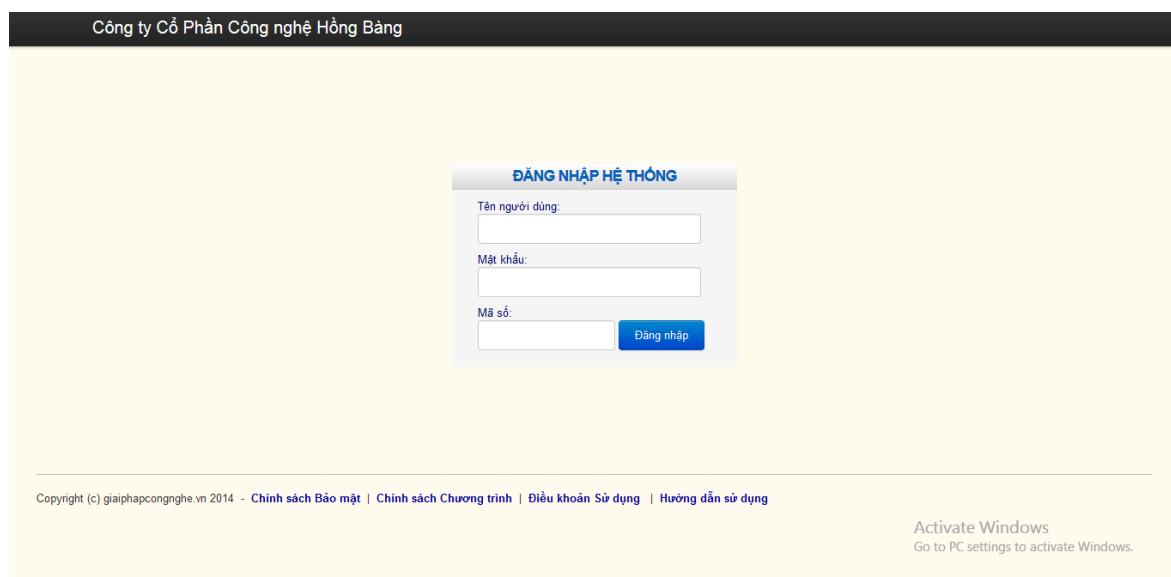 Công ty Cổ Phần Công nghệ Hồng Bàng
ĐĂNG NHẬP HỆ THỐNG
Tên người dùng:
Mật khẩu:
Mã số:
Đăng nhập
Copyright (c) giaiphapcongnghe.vn 2014 - Chính sách Bảo mật | Chính sách Chương trình | Điều khoản Sử dụng | Hướng dẫn sử dụng
Activate Windows
Go to PC settings to activate Windows.